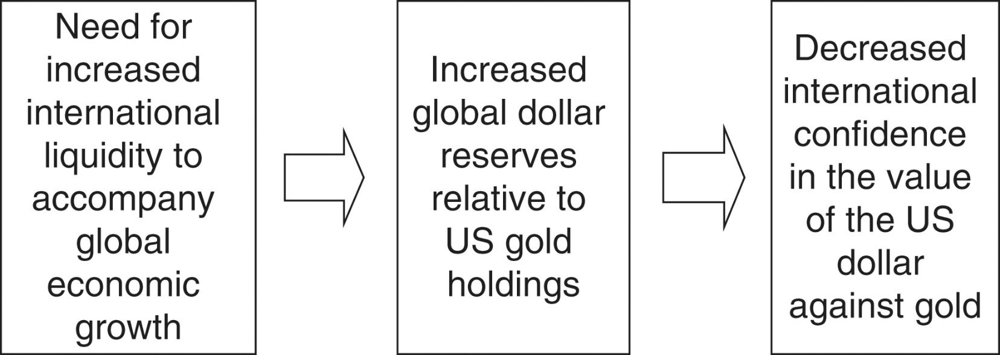 Need for
increased
international
liquidity to
accompany
global
economic
growth
Increased
global dollar
reserves
relative to
US gold
holdings
Decreased
international
confidence
in the value
of the US
dollar
against gold